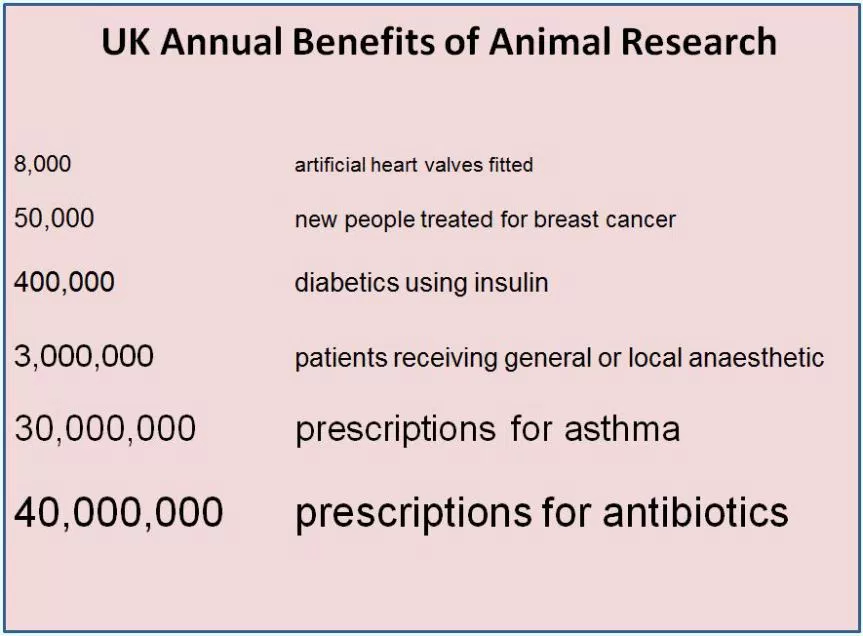 UK Annual Benefits of Animal Research
8,000 artificial heart valves fitted
50,000 new people treated for breast cancer
400,000 diabetics using insulin
3,000,000 patients receiving general or local anaesthetic
30,000,000 prescriptions for asthma
40,000,000 prescriptions for antibiotics